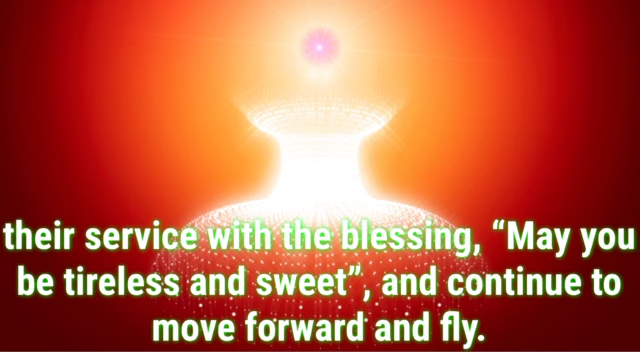 their service with the blessing, “May you
be tireless and sweet”, and continue to
move forward and fly.